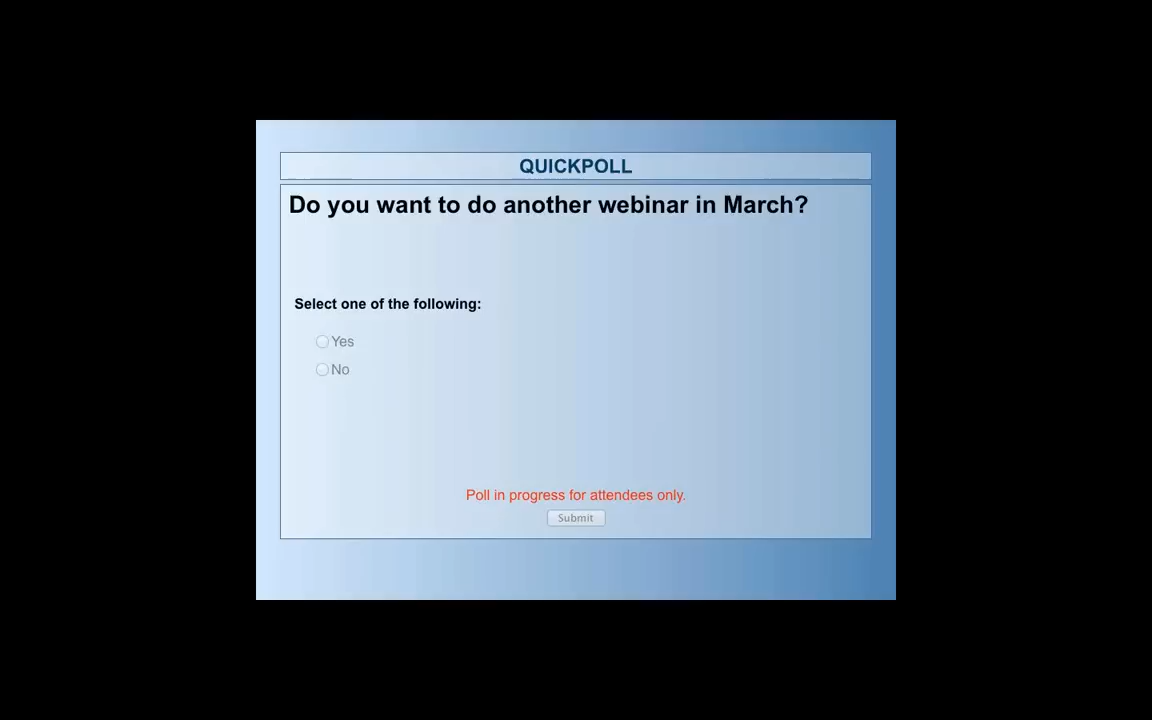 QUICKPOLL
Do you want to do another webinar in March?
Select one of the following:
Yes
No
Poll in progress for attendees only.
Submit